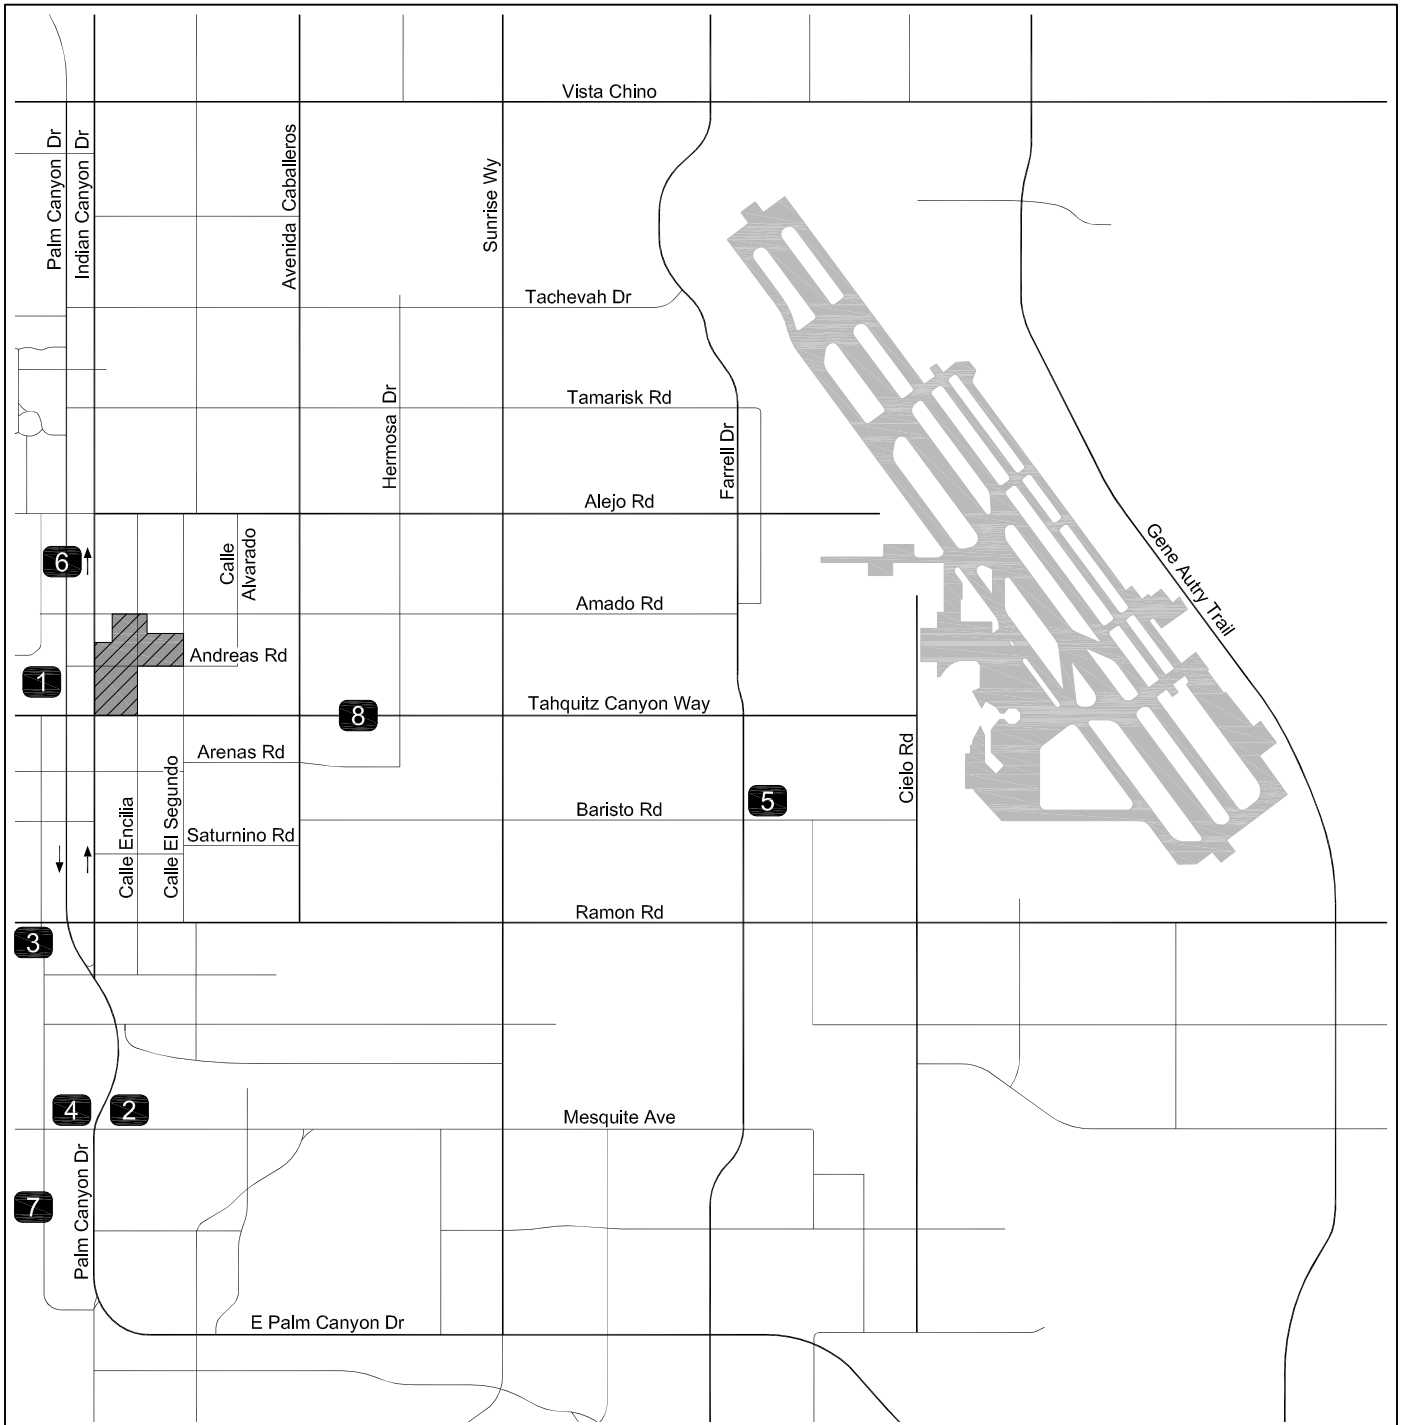 Vista Chino
Palm Canyon Dr
Indian Canyon Dr
Avenida Caballeros
Sunrise Wy
Tachevah Dr
Hermosa Dr
Tamarisk Rd
Farrell Dr
Alejo Rd
Gene Autry Trail
6
Calle
Alvarado
Amado Rd
1
Andreas Rd
8
Tahquitz Canyon Way
Arenas Rd
Cielo Rd
Calle Encilia
Calle El Segundo
5
Baristo Rd
Saturnino Rd
Ramon Rd
3
4
2
Mesquite Ave
7
Palm Canyon Dr
E Palm Canyon Dr